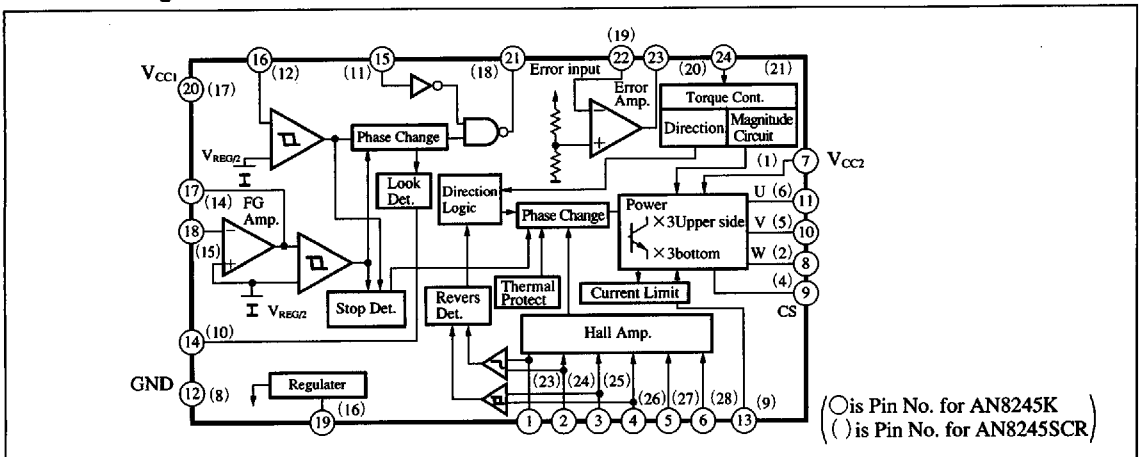 (19)
16 15 21 22 23 24
VCC1 (12) (11) (18) Error input (20) (21)
20 (17)
Error
Amp.
Torque Cont.
Direction Magnitude
Circuit
Phase Change
VREG/2
(1) 7 VCC2
Look
Det.
Direction
Logic
17
(14) FG
Amp.
Phase Change
Power
×3Upper side
×3bottom
U (6) 11
V (5) 10
W (2) 8
18
(15)
(4) 9
CS
VREG/2
Stop Det.
Revers
Det.
Thermal
Protect
Current Limit
14 (10)
Hall Amp.
GND
12 (8)
Regulater
(16)
19
(23) (24) (25) (26) (27) (28) (9)
1 2 3 4 5 6 13
○is Pin No. for AN8245K
( )is Pin No. for AN8245SCR